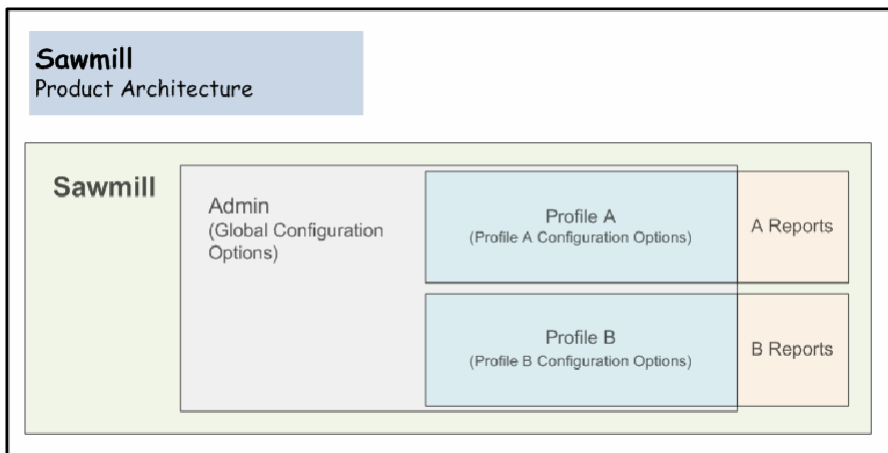 Sawmill
Product Architecture
Sawmill
Admin
(Global Configuration
Options)
Profile A
(Profile A Configuration Options)
A Reports
Profile B
(Profile B Configuration Options)
B Reports